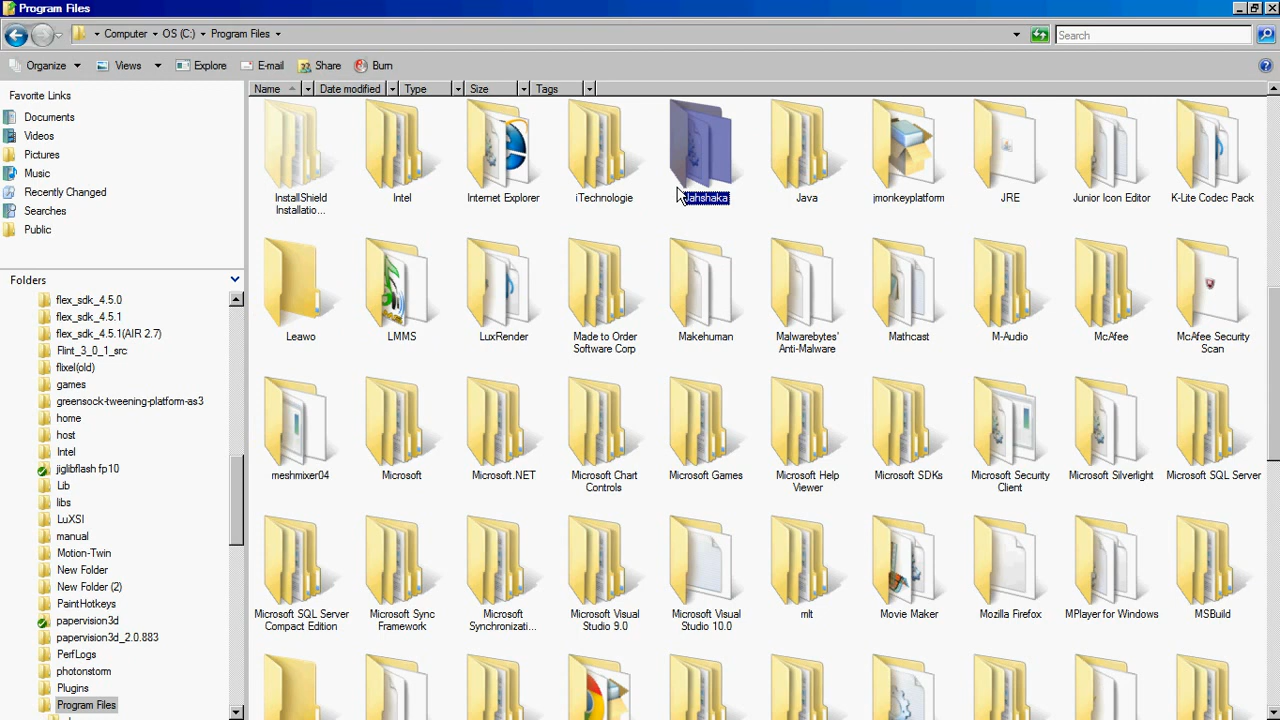 Program Files
Computer OS (C:) Program Files
Search
Organize Views Explore E-mail Share Burn
Favorite Links
Documents
Videos
Pictures
Music
Recently Changed
Searches
Public
Folders
flex_sdk_4.5.0
flex_sdk_4.5.1
flex_sdk_4.5.1(AIR 2.7)
Flint_3_0_1_src
flixel(old)
games
greensock-tweening-platform-as3
home
host
Intel
jiglibflash fp10
Lib
libs
LuXSI
manual
Motion-Twin
New Folder
New Folder (2)
PaintHotkeys
papervision3d
papervision3d_2.0.883
PerfLogs
photonstorm
Plugins
Program Files
Name Date modified Type Size Tags
InstallShield
Installatio...
Intel
Internet Explorer
iTechnologie
Jahshaka
Java
jmonkeyplatform
JRE
Junior Icon Editor
K-Lite Codec Pack
Leawo
LMMS
LuxRender
Made to Order
Software Corp
Makehuman
Malwarebytes'
Anti-Malware
Mathcast
M-Audio
McAfee
McAfee Security
Scan
meshmixer04
Microsoft
Microsoft.NET
Microsoft Chart
Controls
Microsoft Games
Microsoft Help
Viewer
Microsoft SDKs
Microsoft Security
Client
Microsoft Silverlight
Microsoft SQL Server
Microsoft SQL Server
Compact Edition
Microsoft Sync
Framework
Microsoft
Synchronizati...
Microsoft Visual
Studio 9.0
Microsoft Visual
Studio 10.0
mlt
Movie Maker
Mozilla Firefox
MPlayer for Windows
MSBuild